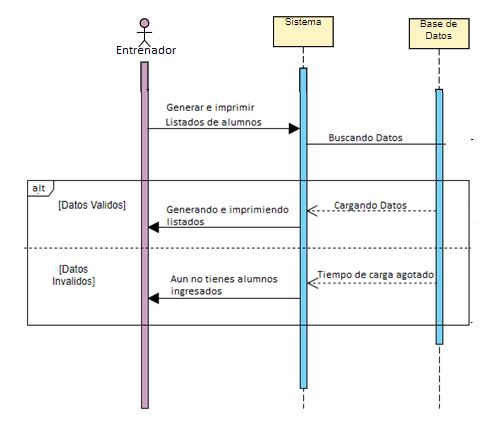 Sistema
Base de
Datos
Entrenador
Generar e imprimir
Listados de alumnos
Buscando Datos
alt
[Datos Validos]
Cargando Datos
Generando e imprimiendo
listados
[Datos
Invalidos]
Tiempo de carga agotado
Aun no tienes alumnos
ingresados